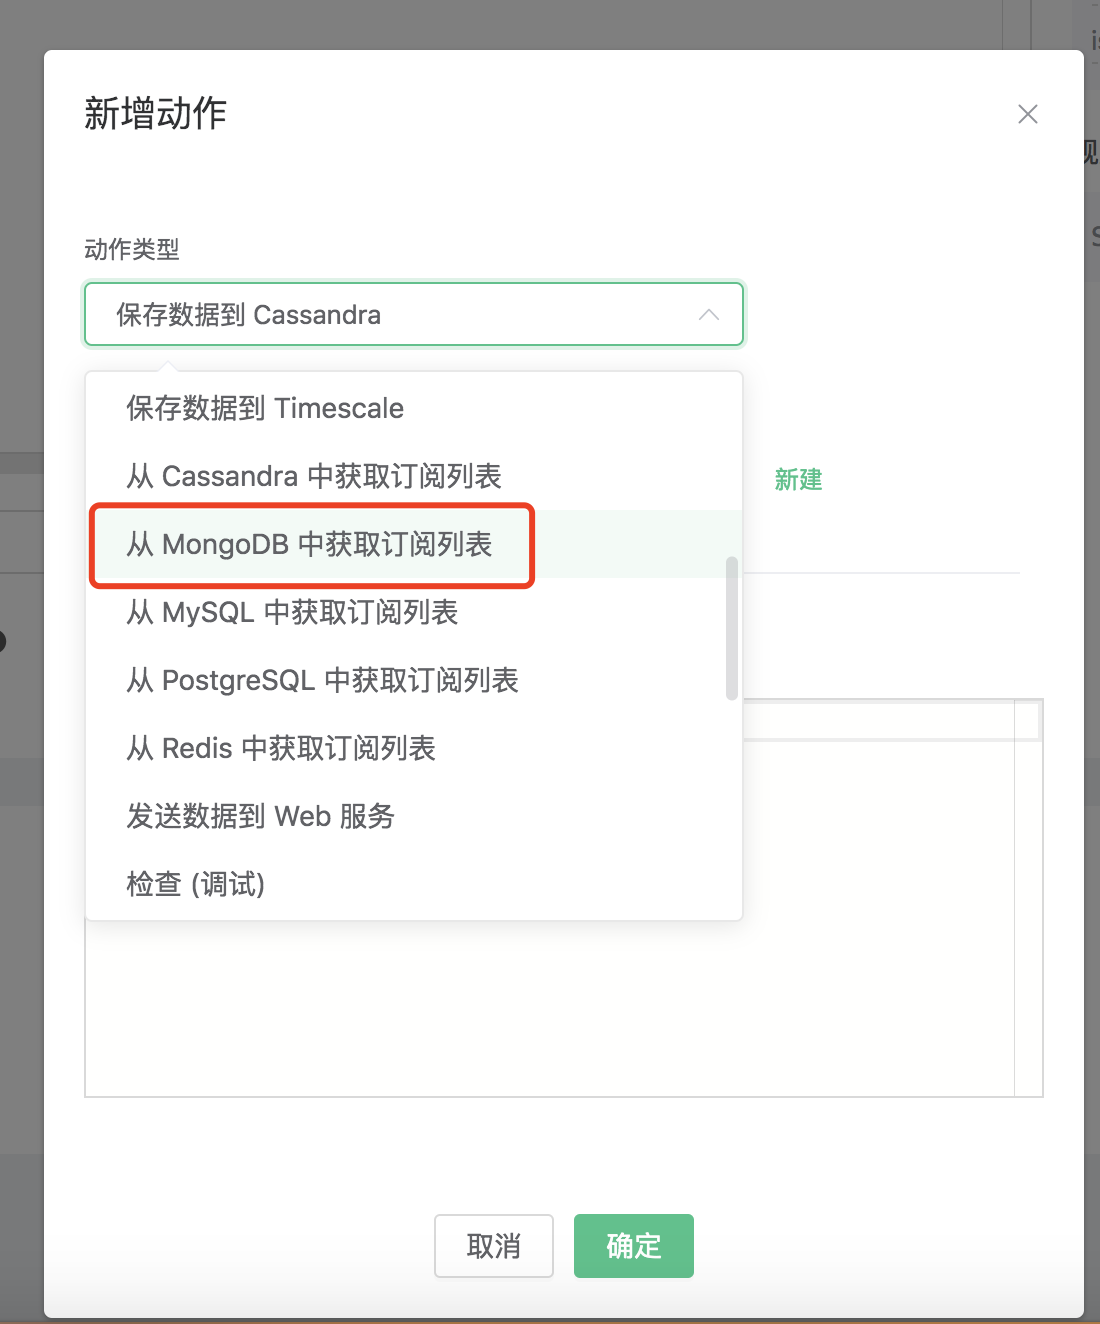 新增动作
动作类型
保存数据到 Cassandra
保存数据到 Timescale
从 Cassandra 中获取订阅列表
新建
从 MongoDB 中获取订阅列表
从 MySQL 中获取订阅列表
从 PostgreSQL 中获取订阅列表
从 Redis 中获取订阅列表
发送数据到 Web 服务
检查 (调试)
取消
确定